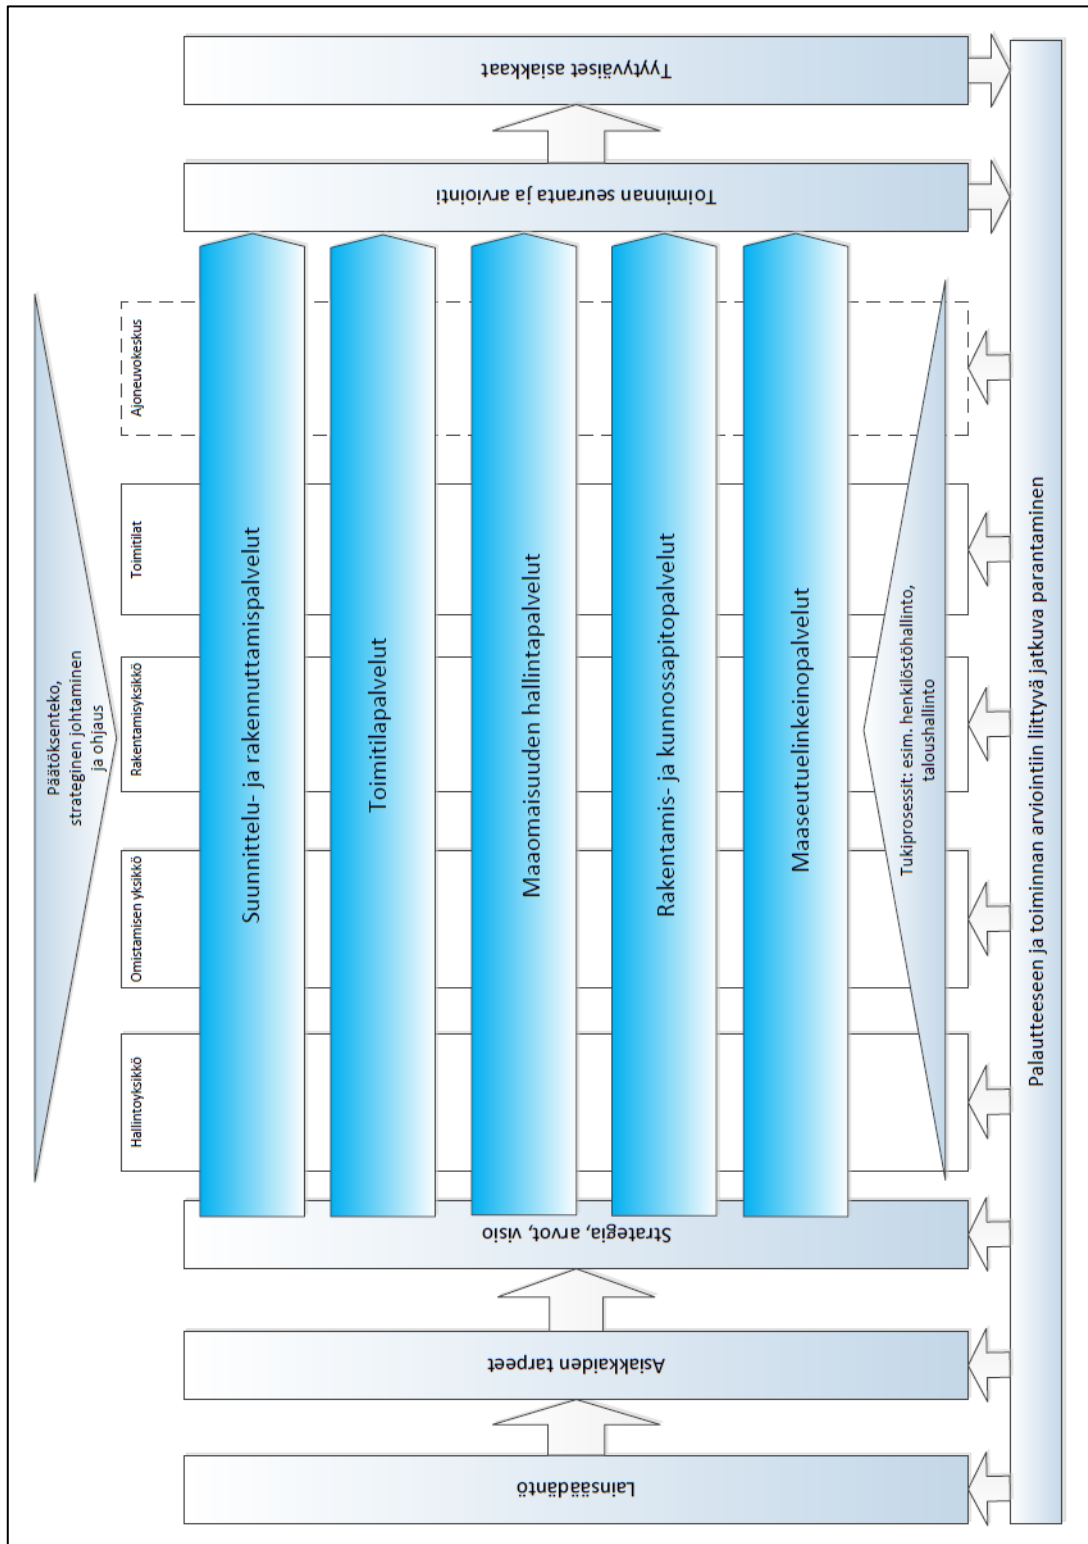 Päätöksenteko,
strateginen johtaminen
ja ohjaus
Hallintoyksikkö
Omistamisen yksikkö
Rakentamisyksikkö
Toimitilat
Ajoneuvokeskus
Lainsäädäntö
Asiakkaiden tarpeet
Strategia, arvot, visio
Suunnittelu- ja rakennuttamispalvelut
Toimitilapalvelut
Maaomaisuuden hallintapalvelut
Rakentamis- ja kunnossapitopalvelut
Maaseutuelinkeinopalvelut
Toiminnan seuranta ja arviointi
Tyytyväiset asiakkaat
Tukiprosessit: esim. henkilöstöhallinto,
taloushallinto
Palautteeseen ja toiminnan arviointiin liittyvä jatkuva parantaminen